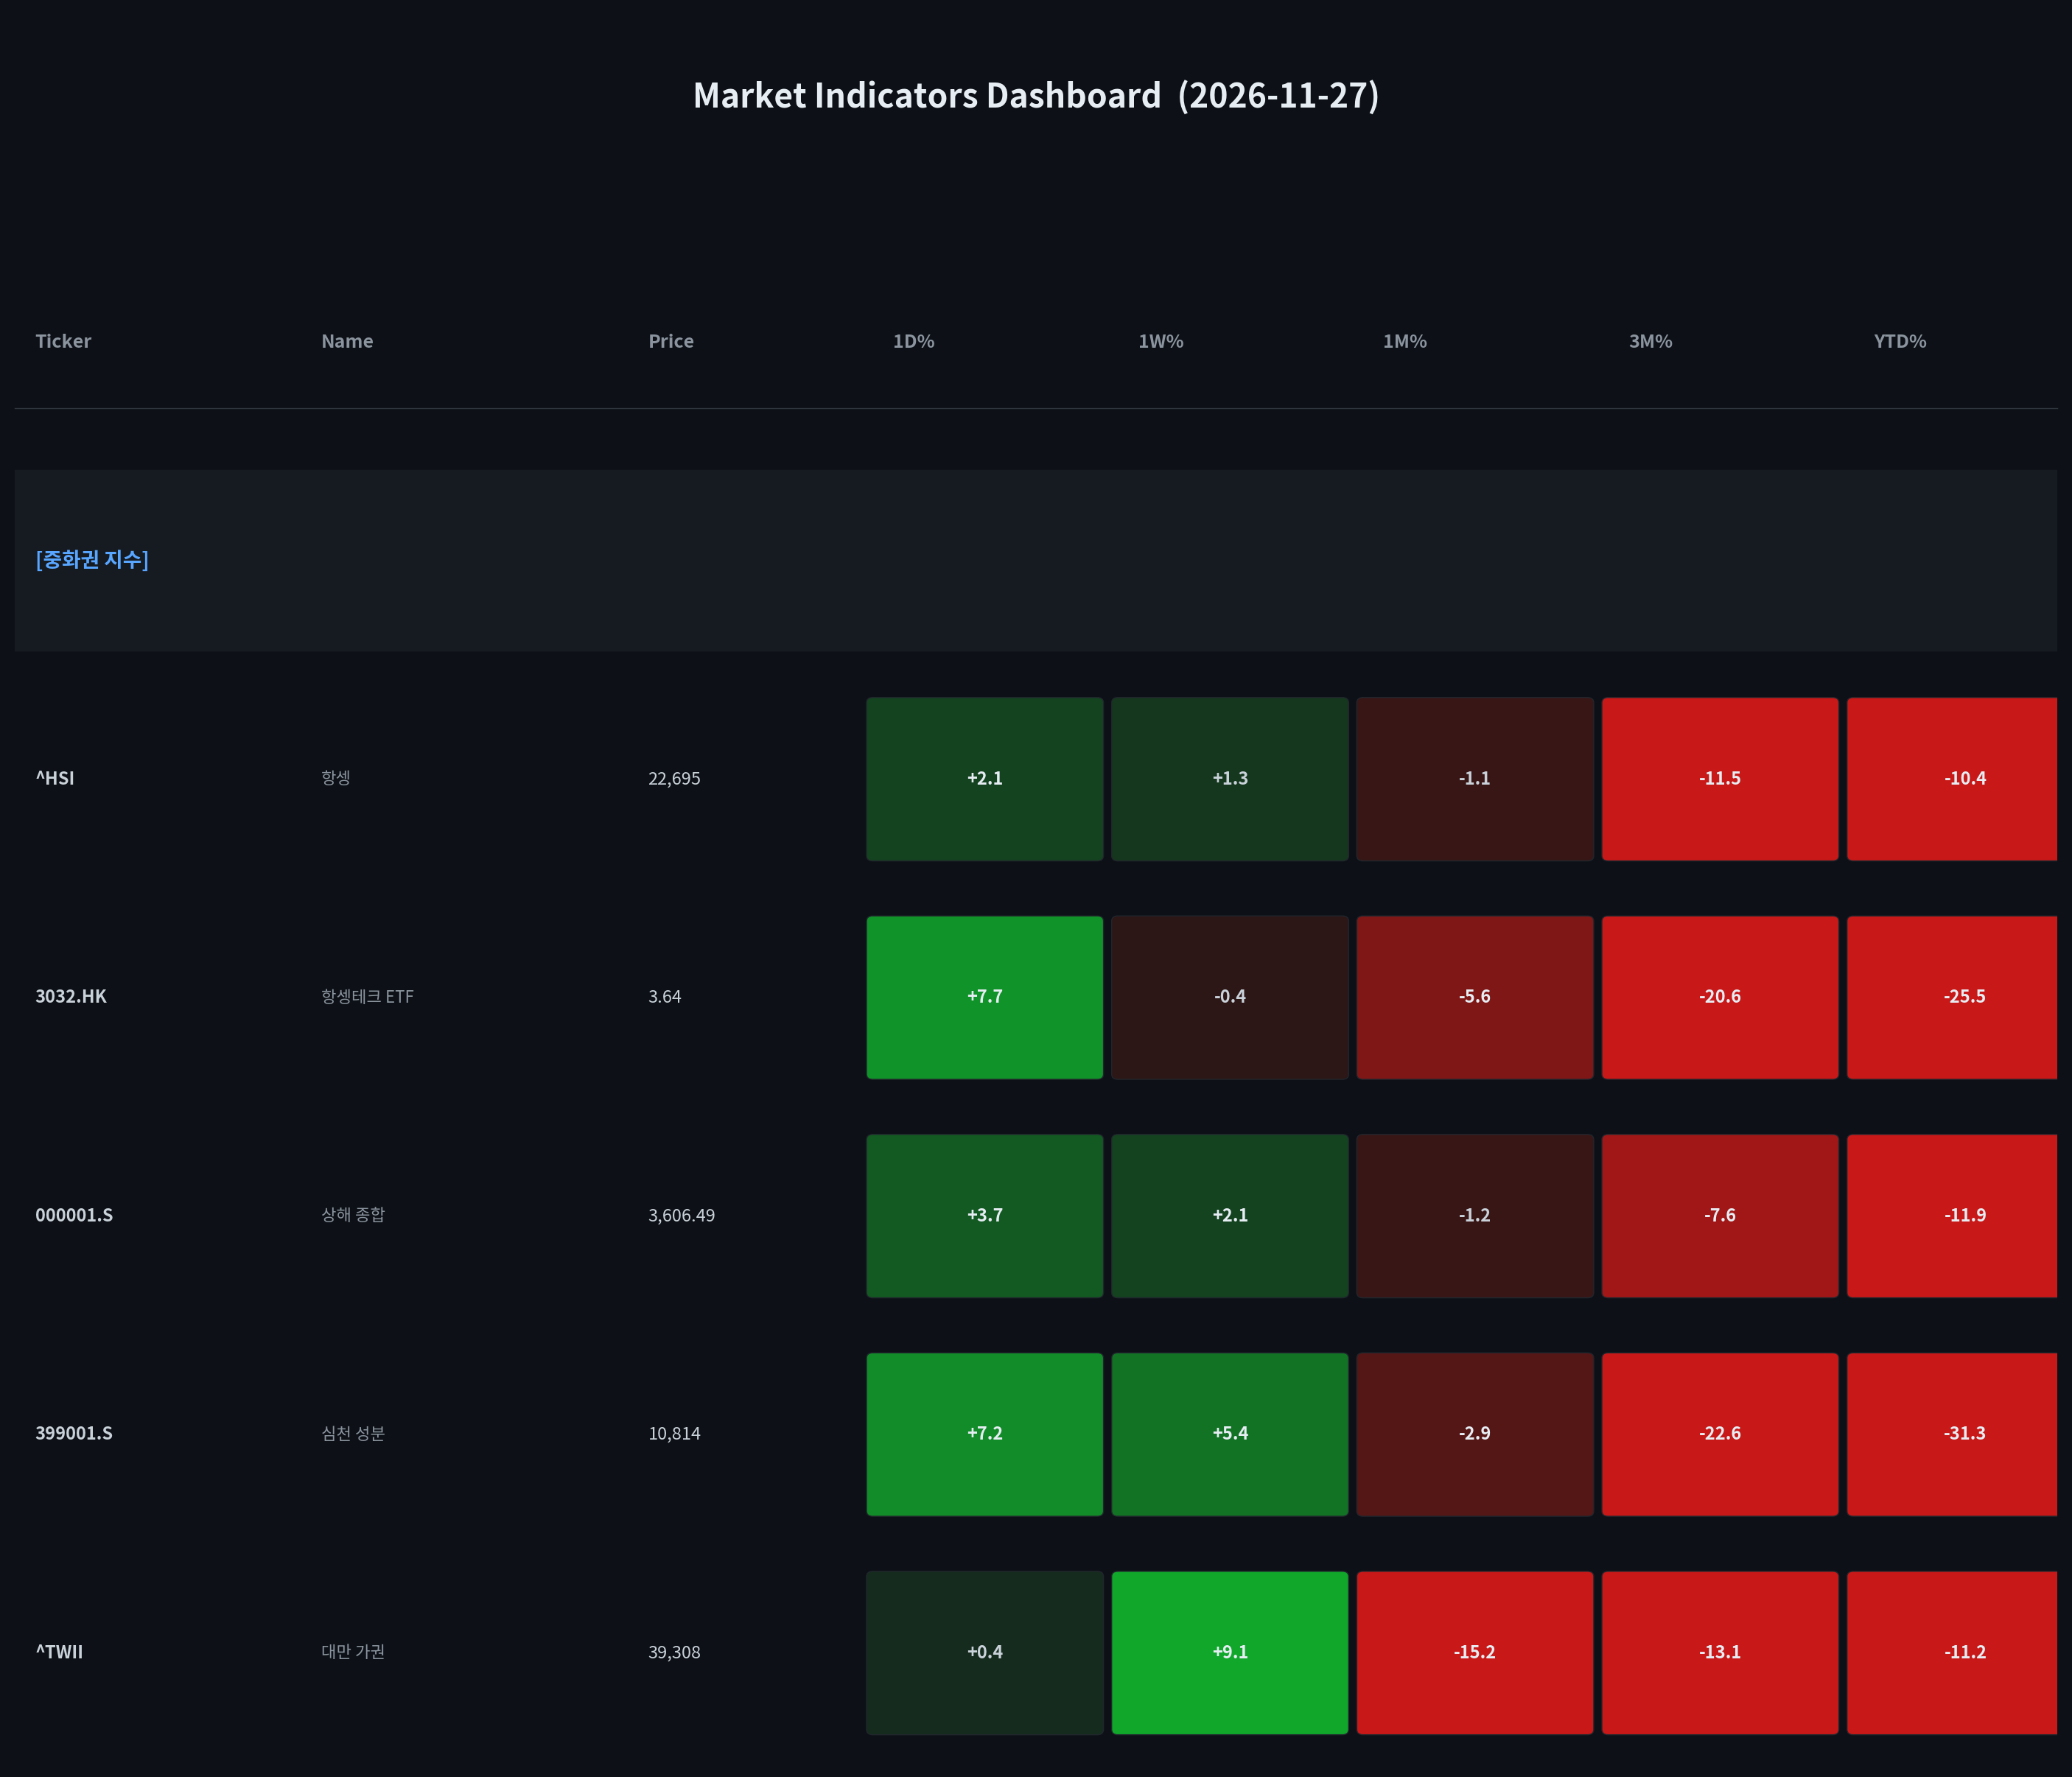 Market Indicators Dashboard (2026-11-27)
Ticker Name Price 1D% 1W% 1M% 3M% YTD%
[중화권 지수]
^HSI 항셍 22,695 +2.1 +1.3 -1.1 -11.5 -10.4
3032.HK 항셍테크 ETF 3.64 +7.7 -0.4 -5.6 -20.6 -25.5
000001.S 상해 종합 3,606.49 +3.7 +2.1 -1.2 -7.6 -11.9
399001.S 심천 성분 10,814 +7.2 +5.4 -2.9 -22.6 -31.3
^TWII 대만 가권 39,308 +0.4 +9.1 -15.2 -13.1 -11.2